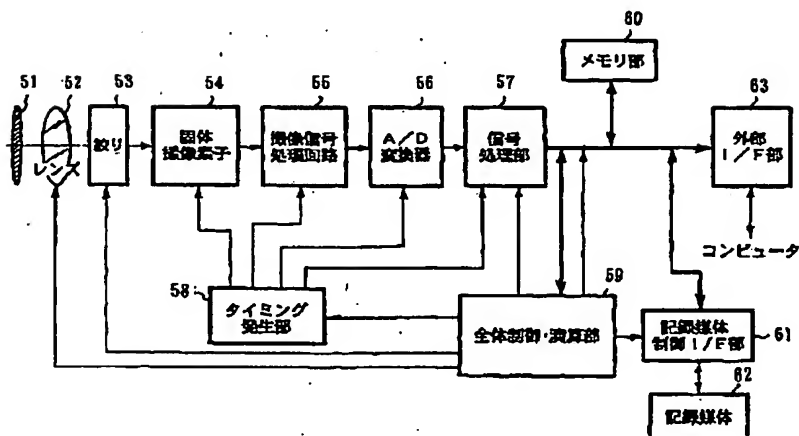 60
メモリ部
51
52
53
54
55
56
57
63
レンズ
絞り
固体
撮像素子
撮像信号
処理回路
A/D
変換器
信号
処理部
外部
I/F部
コンピュータ
58
タイミング
発生部
59
全体制御・演算部
記録媒体
制御I/F部
61
62
記録媒体